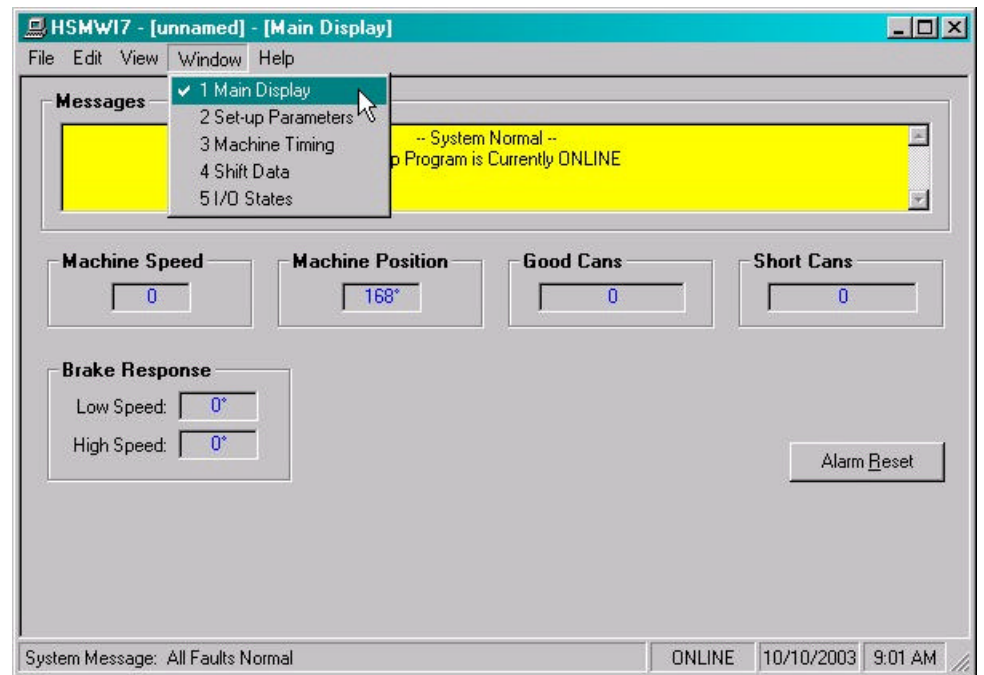 HSMWI7 - [unnamed] - [Main Display]
File Edit View Window Help
✔ 1 Main Display
2 Set-up Parameters
3 Machine Timing
4 Shift Data
5 I/O States
Messages
-- System Normal --
Program is Currently ONLINE
Machine Speed Machine Position Good Cans Short Cans
0 168° 0 0
Brake Response
Low Speed: 0°
High Speed: 0°
Alarm Reset
System Message: All Faults Normal ONLINE 10/10/2003 9:01 AM